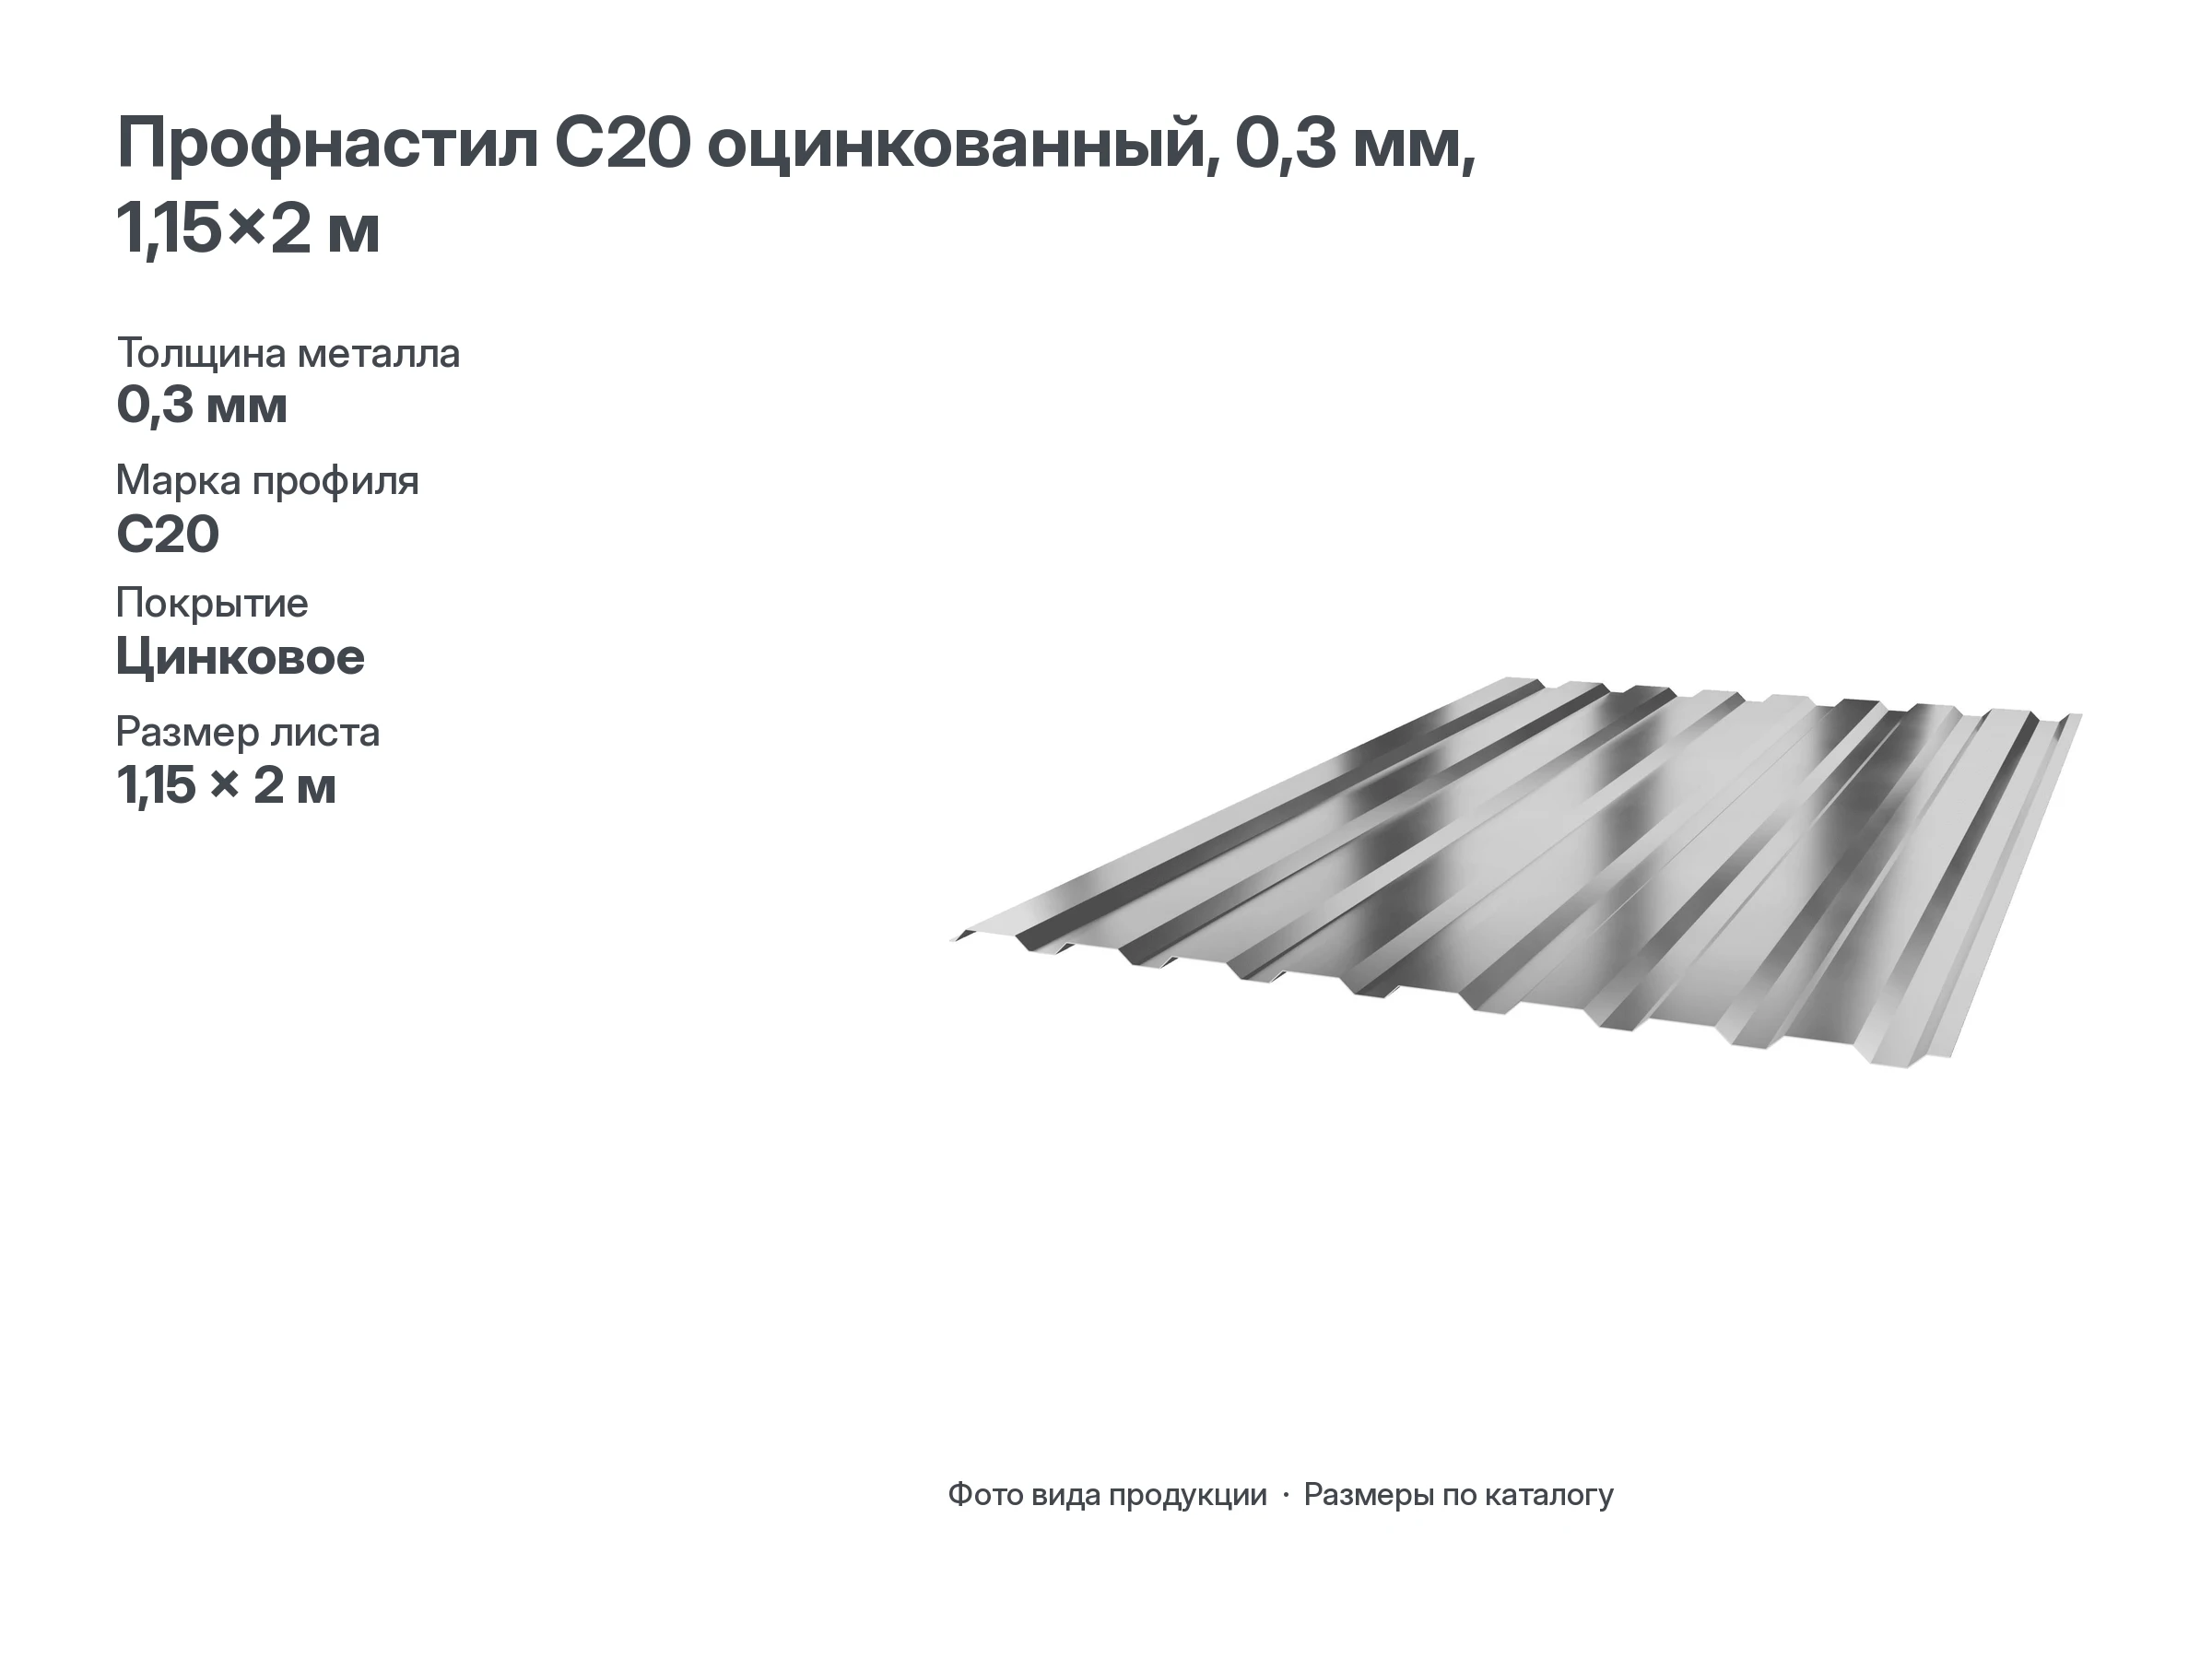 Профнастил С20 оцинкованный, 0,3 мм,
1,15×2 м
Толщина металла
0,3 мм
Марка профиля
С20
Покрытие
Цинковое
Размер листа
1,15 × 2 м
Фото вида продукции · Размеры по каталогу